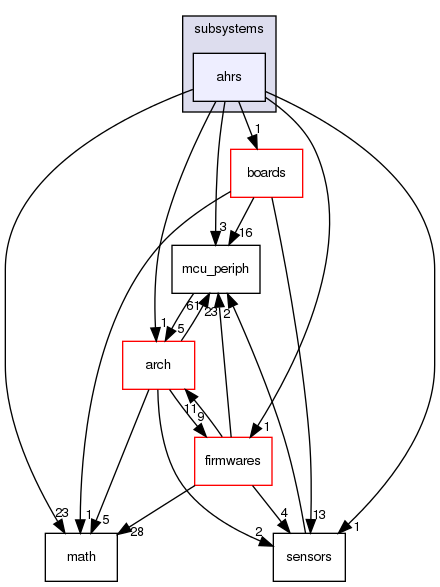 subsystems
ahrs
1
boards
3
16
mcu_periph
61
23
2
1
5
arch
11
9
1
firmwares
23
1
5
28
4
13
2
1
math
sensors